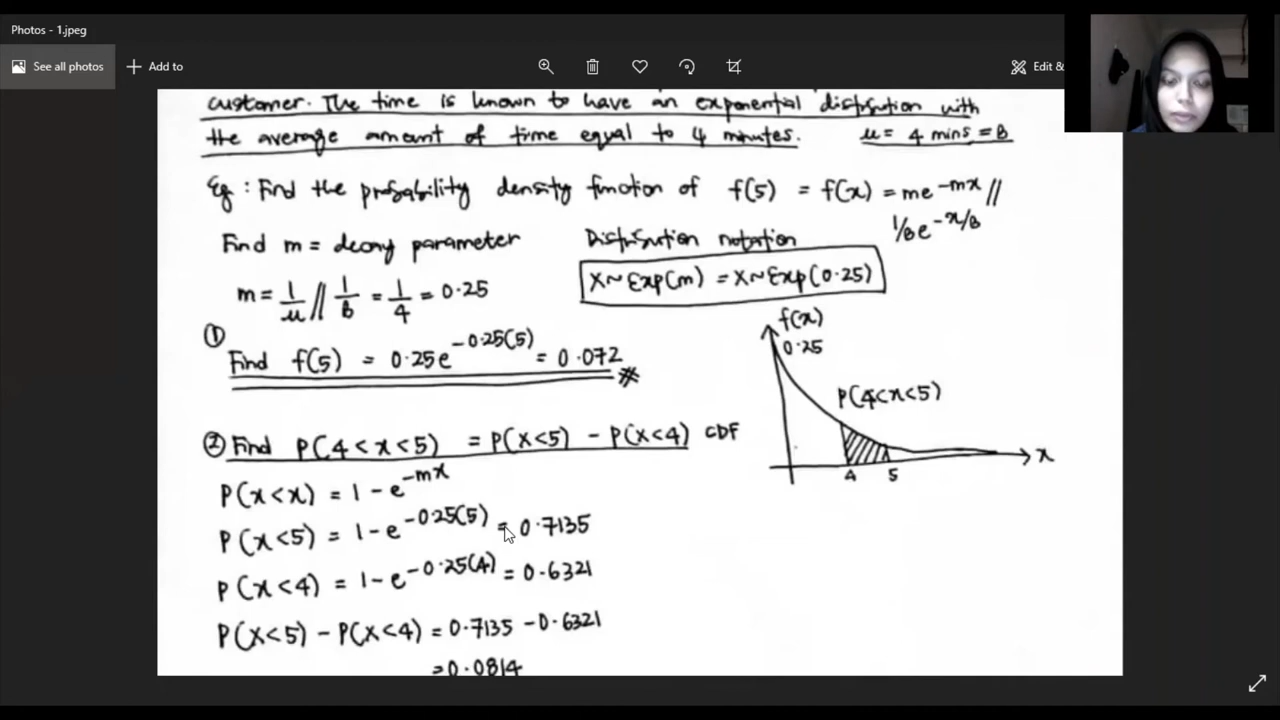 Photos - 1.jpeg
See all photos
Add to
Edit &
customer. The time is known to have an exponential distribution with
the average amount of time equal to 4 minutes. μ = 4 mins = B
Eg : Find the probability density function of f(5) = f(x) = me^-mx //
1/B e^-x/B
Find m = decay parameter
Distribution notation
X~Exp(m) = X~Exp(0.25)
m = 1/μ // 1/B = 1/4 = 0.25
① Find f(5) = 0.25e^-0.25(5) = 0.072 #
f(x)
0.25
P(4<x<5)
x
4 5
② Find P(4<x<5) = P(x<5) - P(x<4) CDF
P(x<x) = 1-e^-mx
P(x<5) = 1-e^-0.25(5) = 0.7135
P(x<4) = 1-e^-0.25(4) = 0.6321
P(x<5) - P(x<4) = 0.7135 - 0.6321
= 0.0814